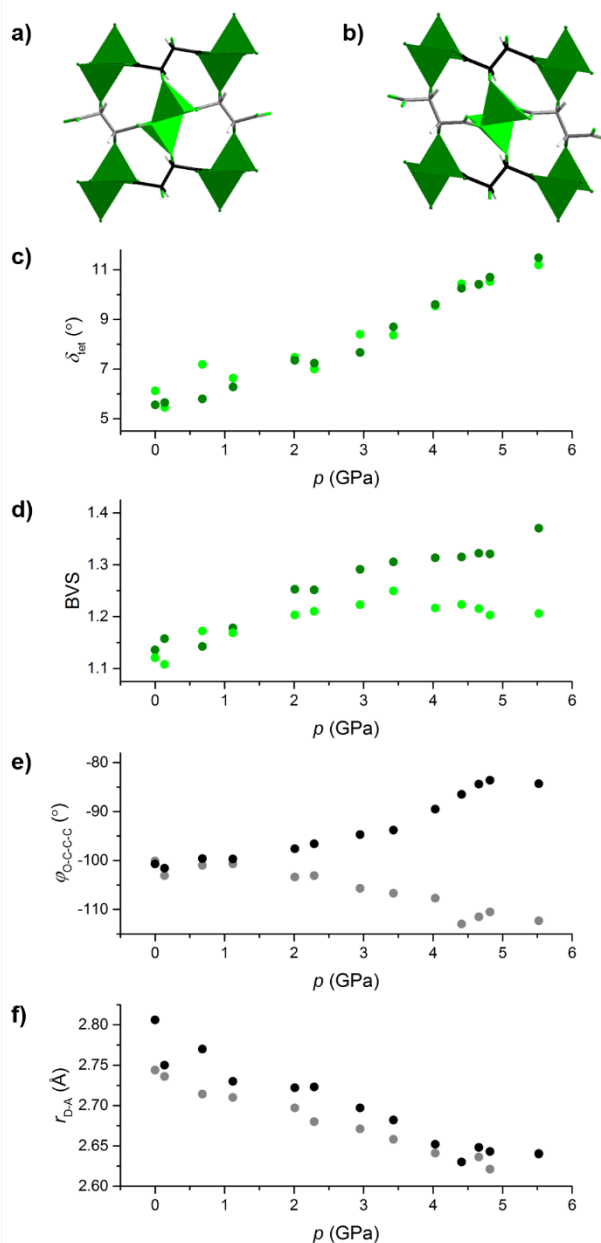 a)
b)
c)
11
9
7
5
δtet (°)
0 1 2 3 4 5 6
p (GPa)
d)
1.4
1.3
1.2
1.1
BVS
0 1 2 3 4 5 6
p (GPa)
e)
-80
-90
-100
-110
φO-C-C-C (°)
0 1 2 3 4 5 6
p (GPa)
f)
2.80
2.75
2.70
2.65
2.60
rD-A (Å)
0 1 2 3 4 5 6
p (GPa)